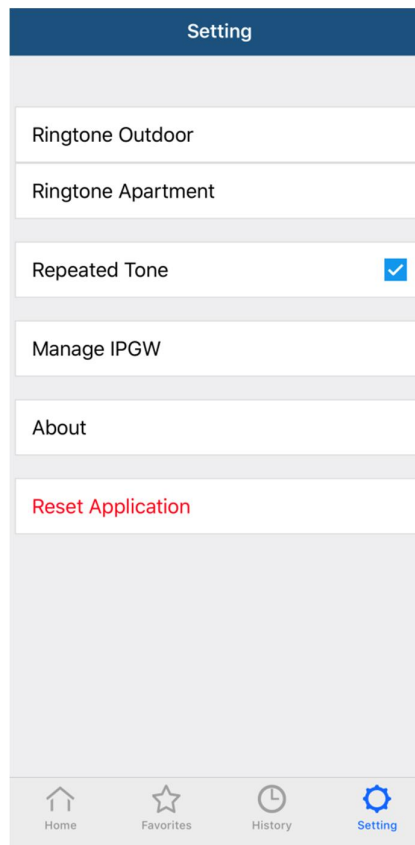 Setting
Ringtone Outdoor
Ringtone Apartment
Repeated Tone
Manage IPGW
About
Reset Application
Home Favorites History Setting